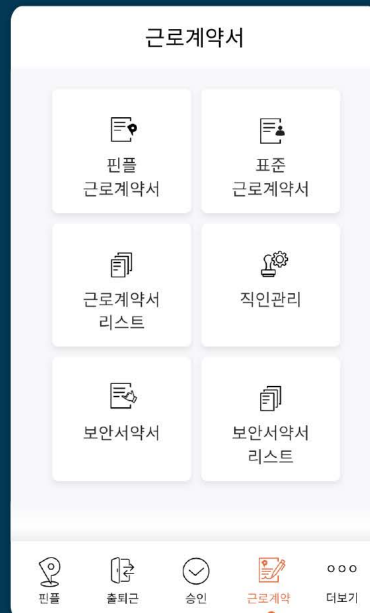 근로계약서
핀플
근로계약서
표준
근로계약서
근로계약서
리스트
직인관리
보안서약서
보안서약서
리스트
핀플
출퇴근
승인
근로계약
더보기